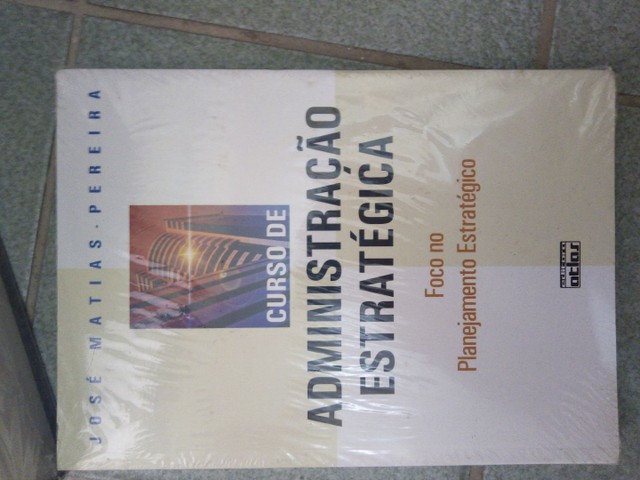 JOSÉ MATIAS-PEREIRA
CURSO DE
ADMINISTRAÇÃO
ESTRATÉGICA
Foco no
Planejamento Estratégico
atlas